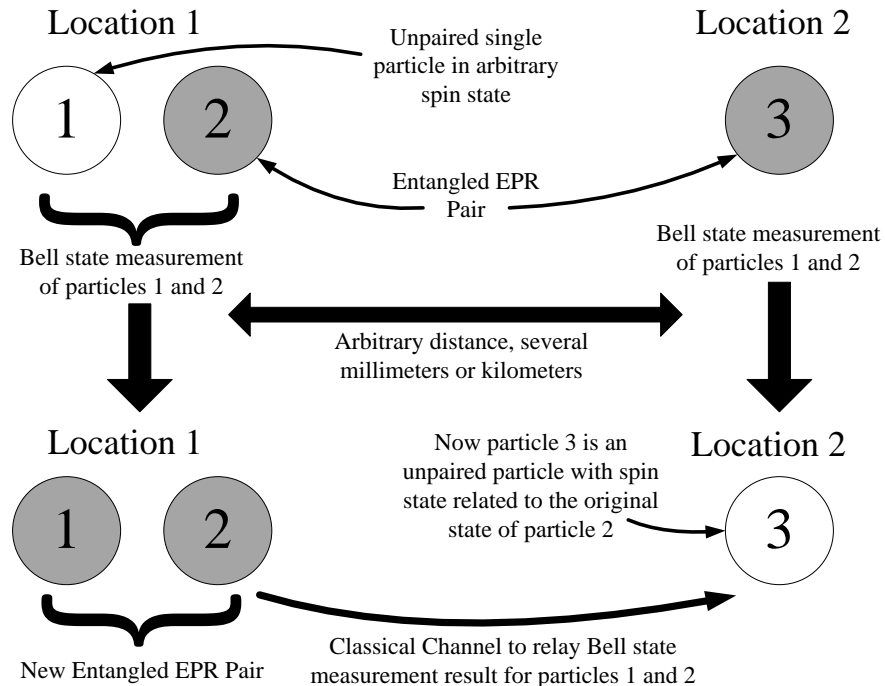 Location 1
Unpaired single
particle in arbitrary
spin state
Location 2
1
2
3
Entangled EPR
Pair
Bell state measurement
of particles 1 and 2
Bell state measurement
of particles 1 and 2
Arbitrary distance, several
millimeters or kilometers
Location 1
Now particle 3 is an
unpaired particle with spin
state related to the original
state of particle 2
Location 2
1
2
3
New Entangled EPR Pair
Classical Channel to relay Bell state
measurement result for particles 1 and 2